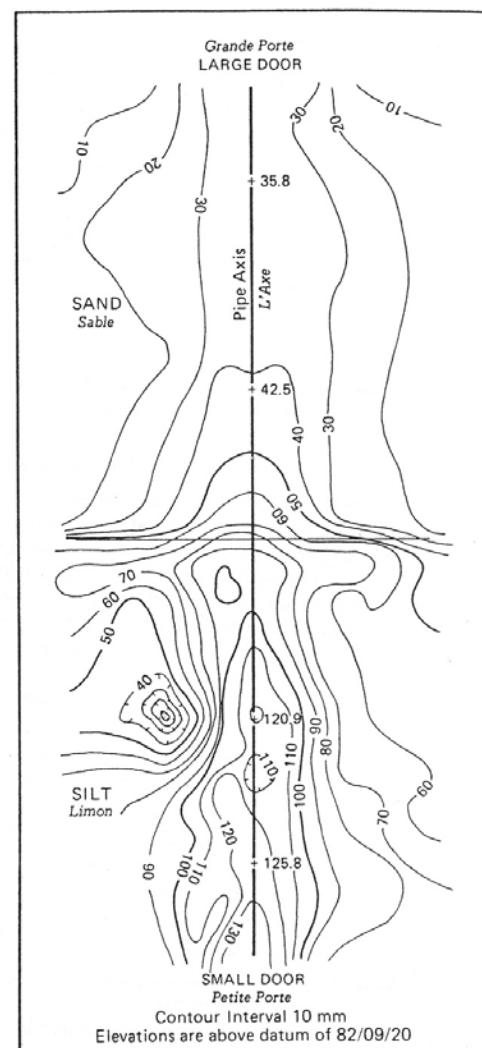 Grande Porte
LARGE DOOR
10
20
30
30
20
10
+ 35.8
Pipe Axis
L'Axe
SAND
Sable
+ 42.5
40
30
50
60
70
60
50
40
+120.9
90
80
110
110
100
60
70
SILT
Limon
120
110
100
90
+ 125.8
130
SMALL DOOR
Petite Porte
Contour Interval 10 mm
Elevations are above datum of 82/09/20